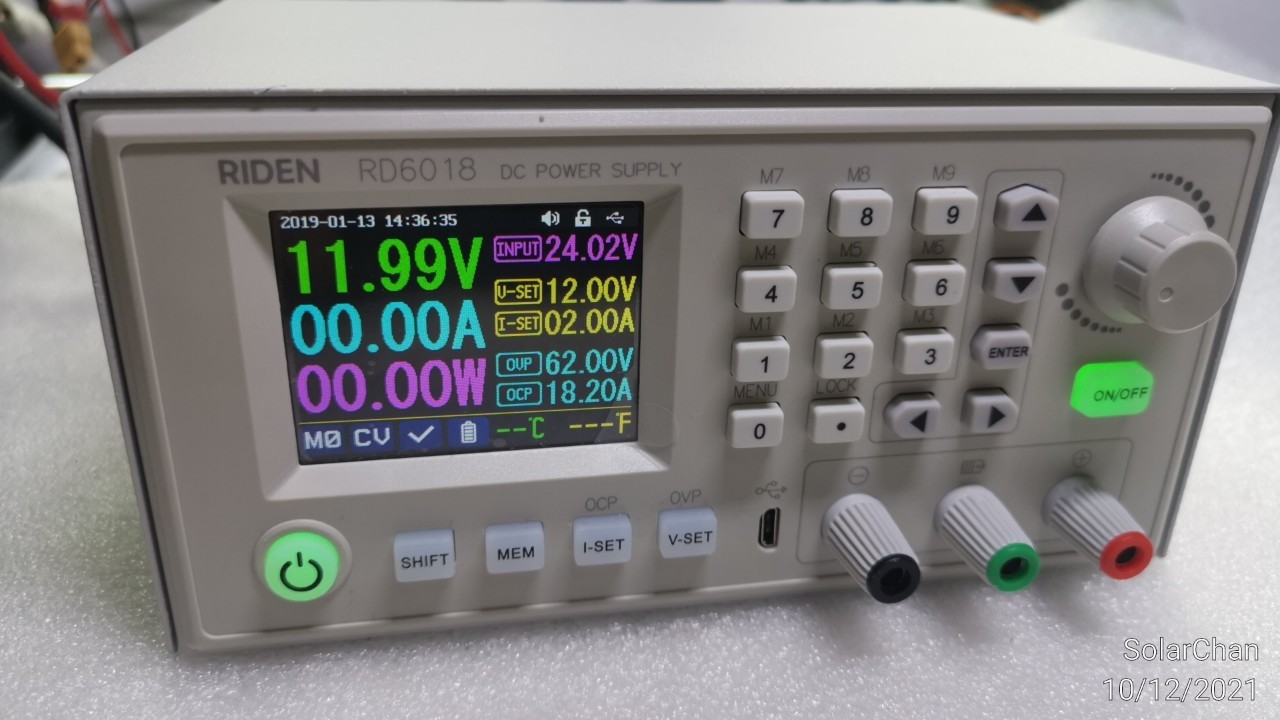 RIDEN RD6018 DC POWER SUPPLY
2019-01-13 14:36:35
11.99V
00.00A
00.00W
INPUT 24.02V
V-SET 12.00V
I-SET 02.00A
OVP 62.00V
OCP 18.20A
M0 CV --℃ ---℉
M7 M8 M9
7 8 9
M4 M5 M6
4 5 6
M1 M2 M3
1 2 3
ENTER
MENU LOCK
0 •
ON/OFF
OCP OVP
SHIFT MEM I-SET V-SET
SolarChan
10/12/2021